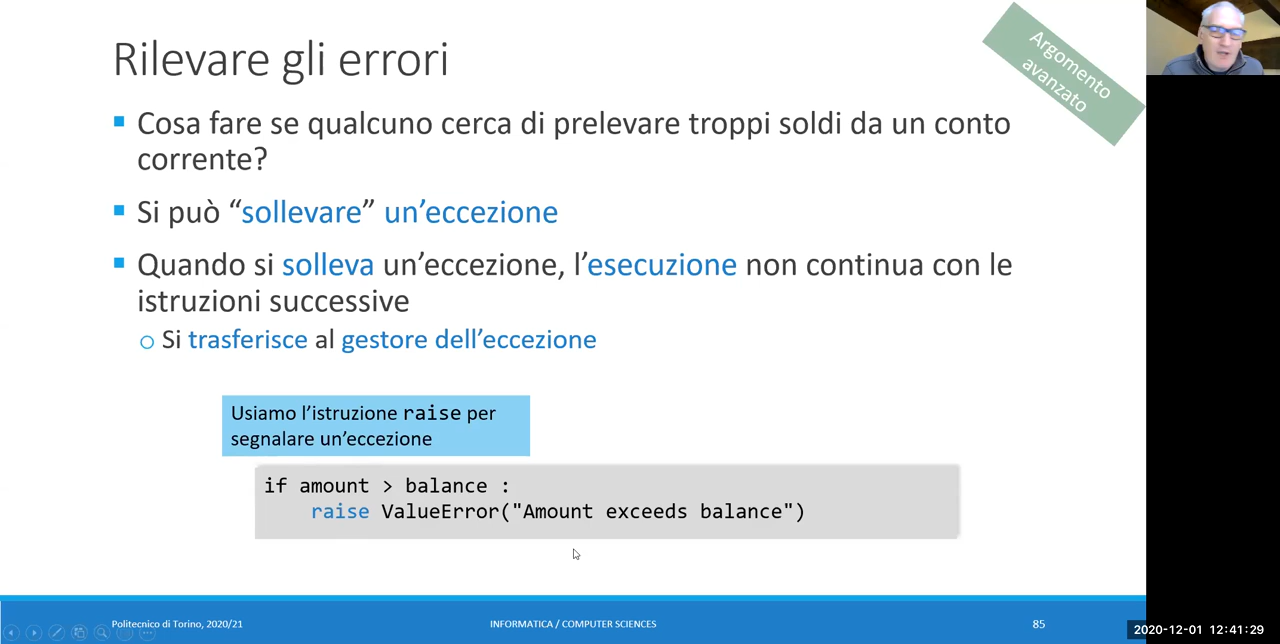 Rilevare gli errori
Argomento
avanzato
Cosa fare se qualcuno cerca di prelevare troppi soldi da un conto
corrente?
Si può “sollevare” un’eccezione
Quando si solleva un’eccezione, l’esecuzione non continua con le
istruzioni successive
Si trasferisce al gestore dell’eccezione
Usiamo l’istruzione raise per
segnalare un’eccezione
if amount > balance :
    raise ValueError("Amount exceeds balance")
Politecnico di Torino, 2020/21
INFORMATICA / COMPUTER SCIENCES
85
2020-12-01 12:41:29